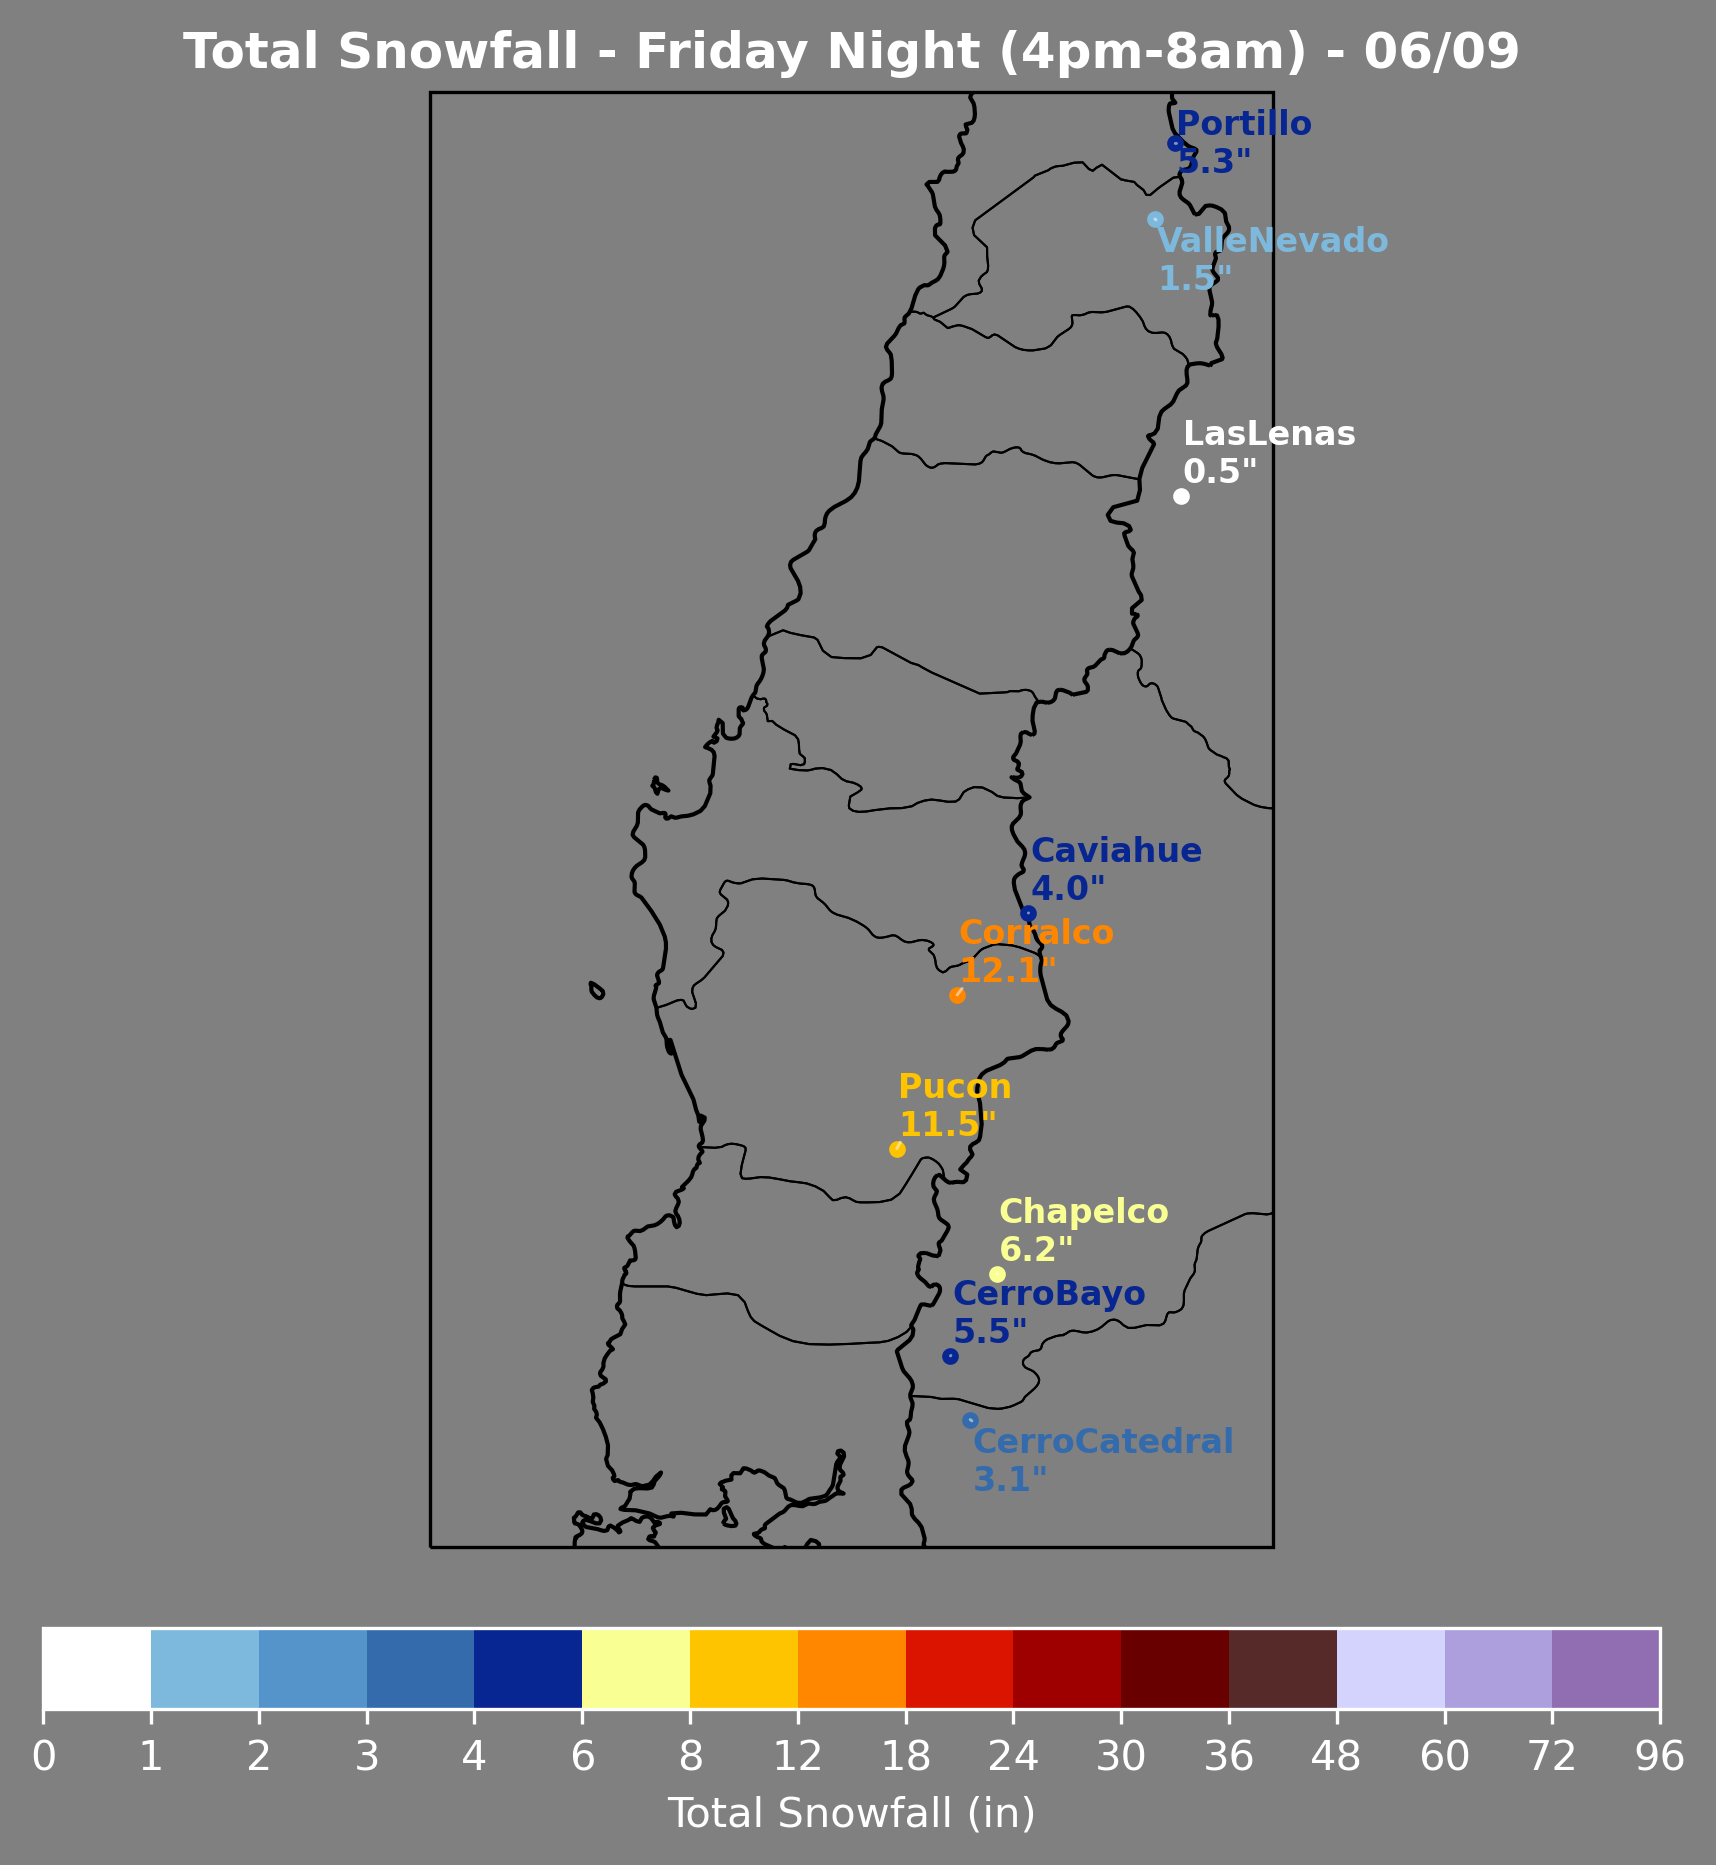 Total Snowfall - Friday Night (4pm-8am) - 06/09
Portillo
5.3"
ValleNevado
1.5"
LasLenas
0.5"
Caviahue
4.0"
Corralco
12.1"
Pucon
11.5"
Chapelco
6.2"
CerroBayo
5.5"
CerroCatedral
3.1"
0 1 2 3 4 6 8 12 18 24 30 36 48 60 72 96
Total Snowfall (in)